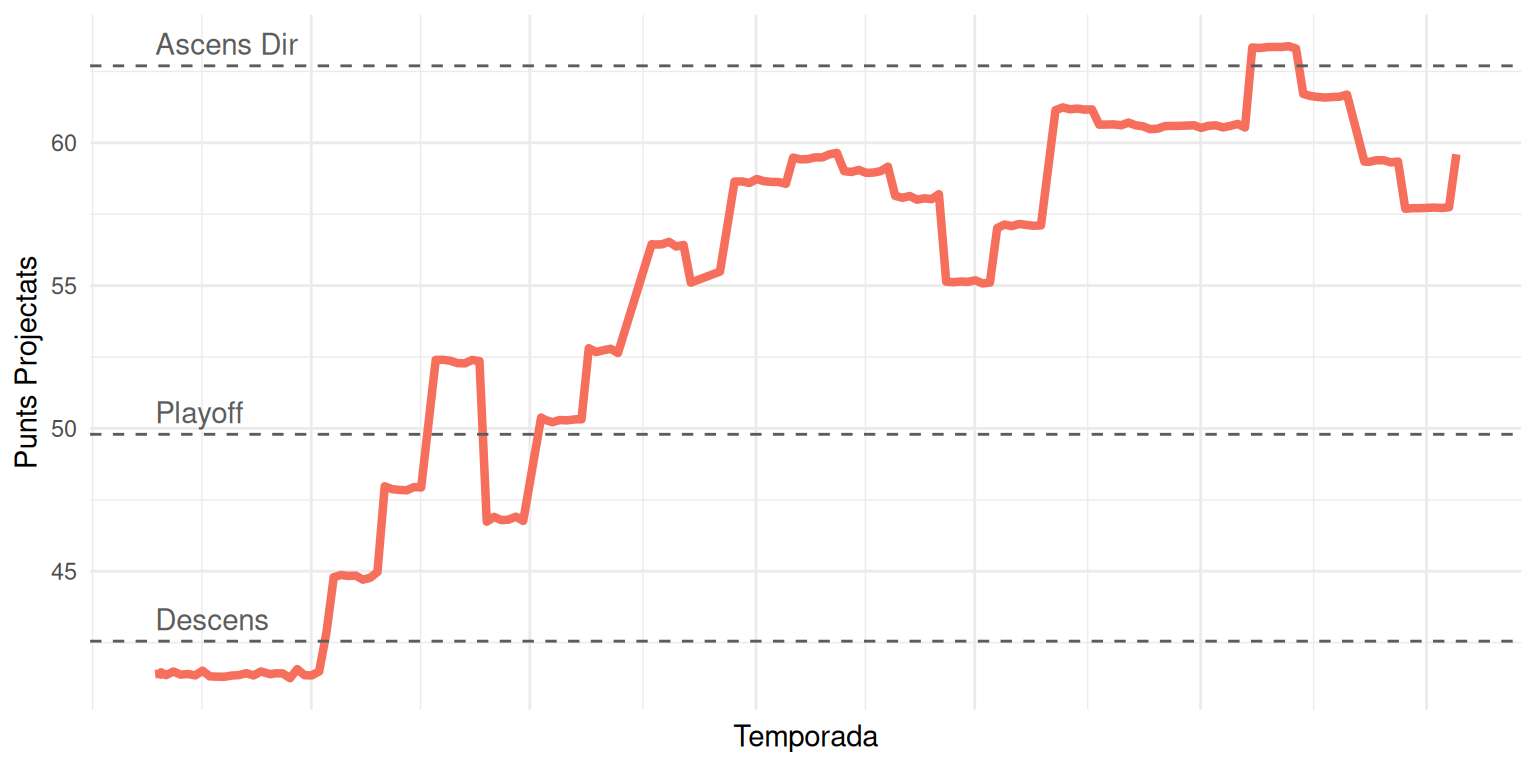 Ascens Dir
60
55
Playoff
50
45
Descens
Punts Projectats
Temporada